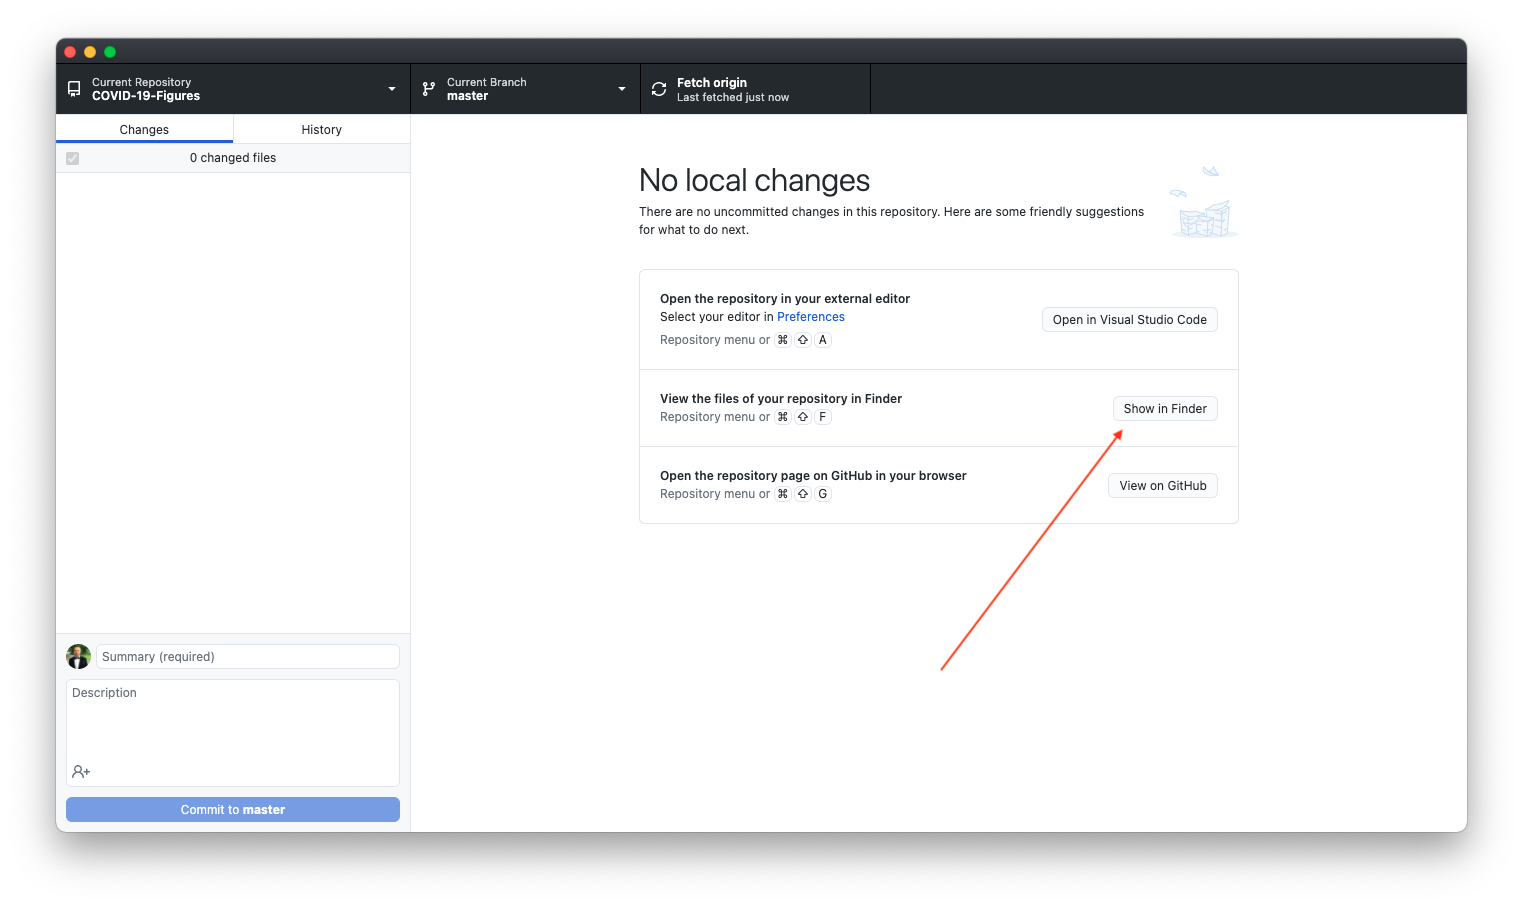 Current Repository
COVID-19-Figures
Current Branch
master
Fetch origin
Last fetched just now
Changes
History
0 changed files
No local changes
There are no uncommitted changes in this repository. Here are some friendly suggestions
for what to do next.
Open the repository in your external editor
Select your editor in Preferences
Repository menu or ⌘ ⇧ A
Open in Visual Studio Code
View the files of your repository in Finder
Repository menu or ⌘ ⇧ F
Show in Finder
Open the repository page on GitHub in your browser
Repository menu or ⌘ ⇧ G
View on GitHub
Summary (required)
Description
Commit to master